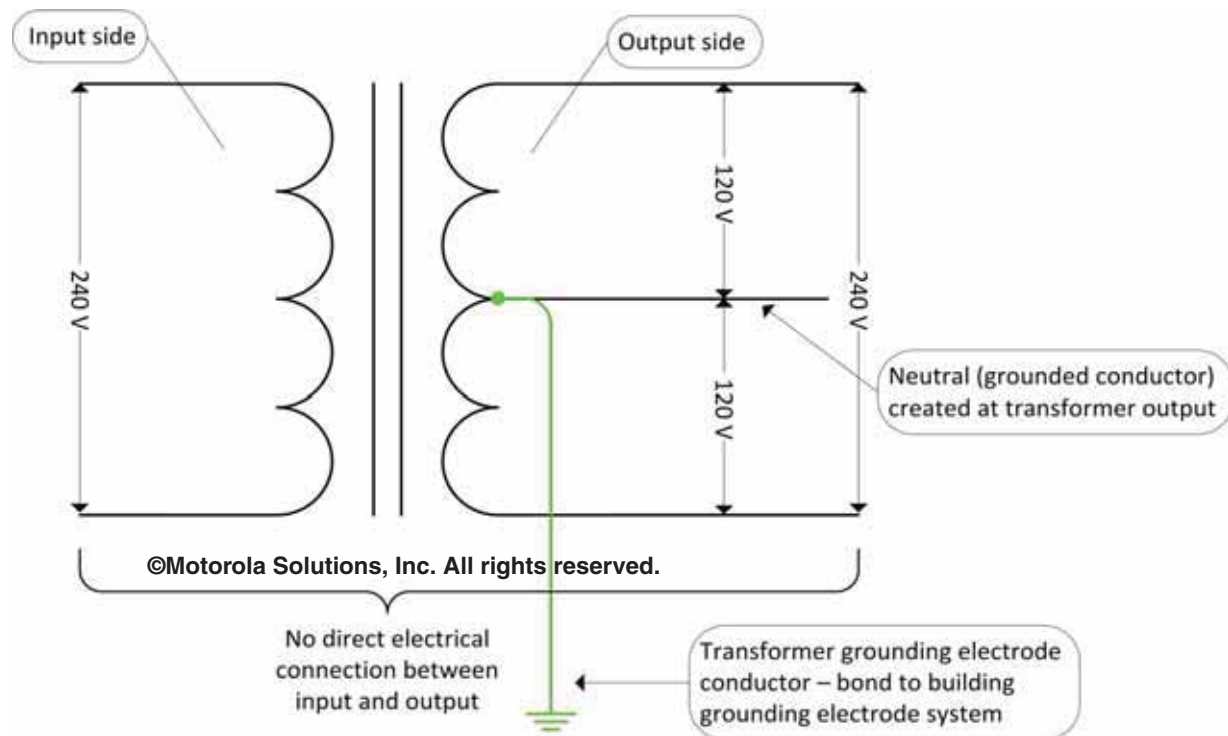 Input side
Output side
240 V
120 V
120 V
240 V
Neutral (grounded conductor)
created at transformer output
©Motorola Solutions, Inc. All rights reserved.
No direct electrical
connection between
input and output
Transformer grounding electrode
conductor – bond to building
grounding electrode system